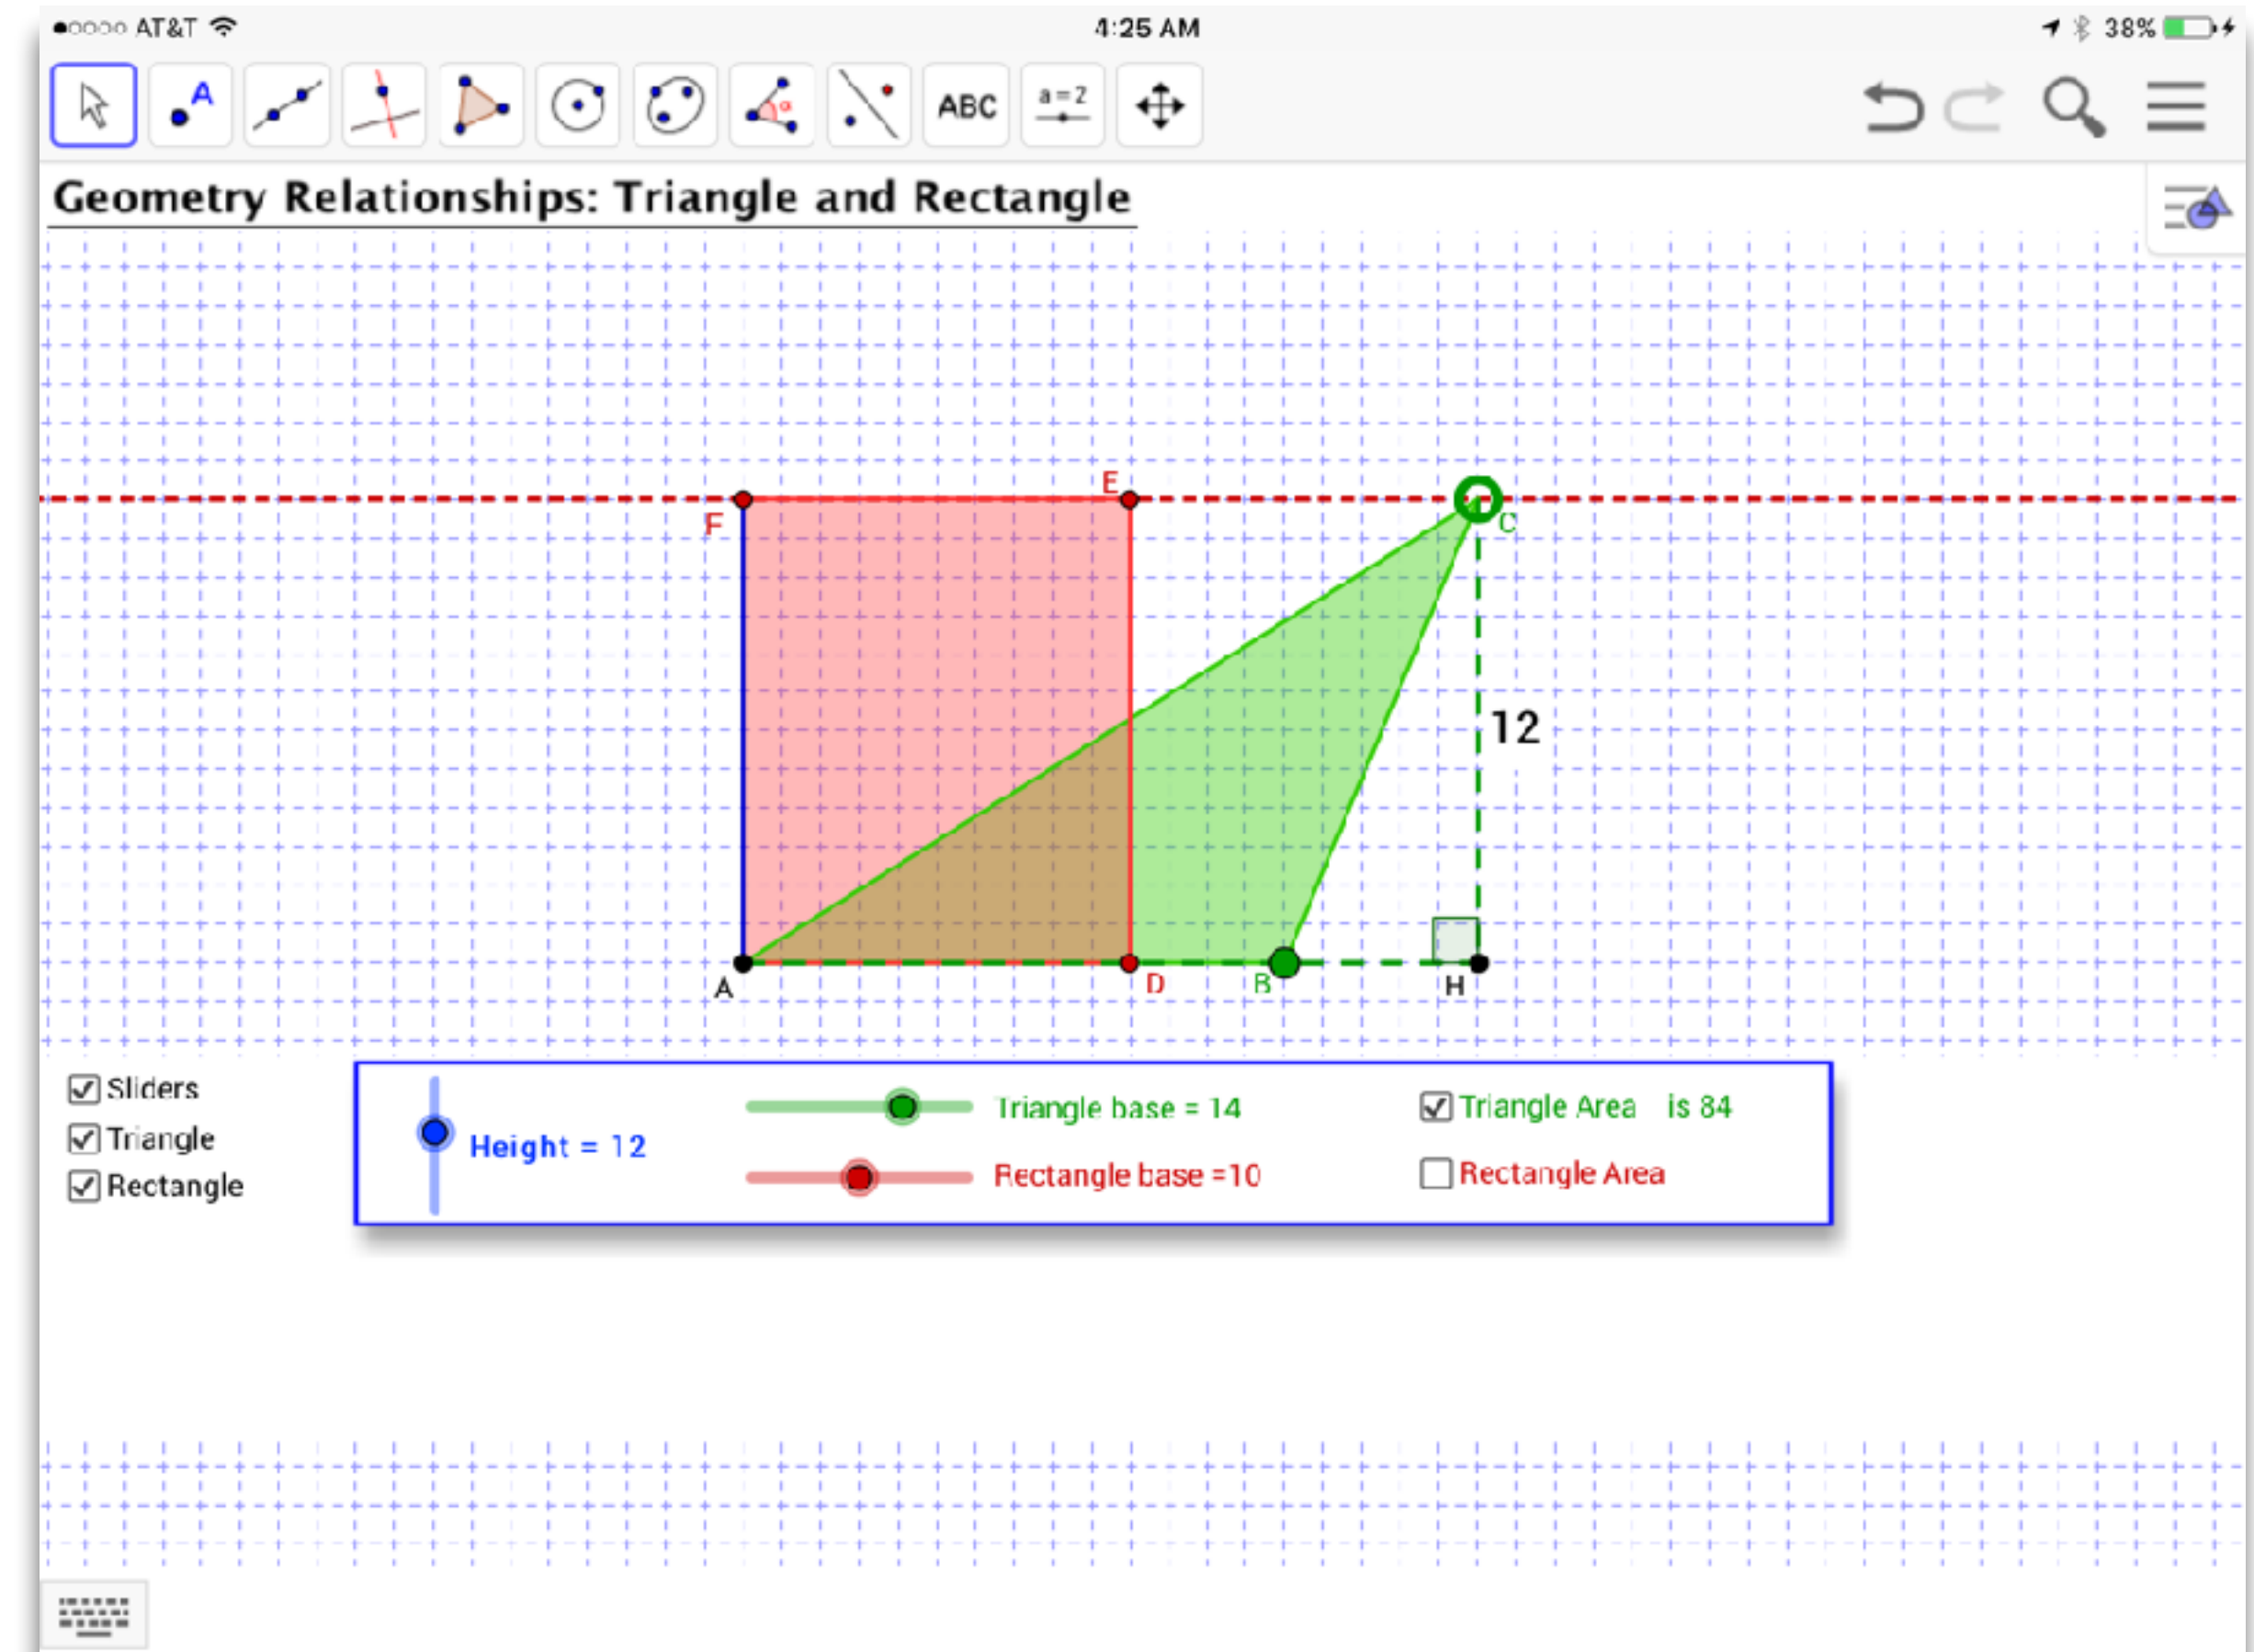 AT&T 4:25 AM 38%
A α ABC a=2
Geometry Relationships: Triangle and Rectangle
E
F C
12
A D B H
Sliders
Triangle
Rectangle
Height = 12
Triangle base = 14
Triangle Area is 84
Rectangle base =10
Rectangle Area